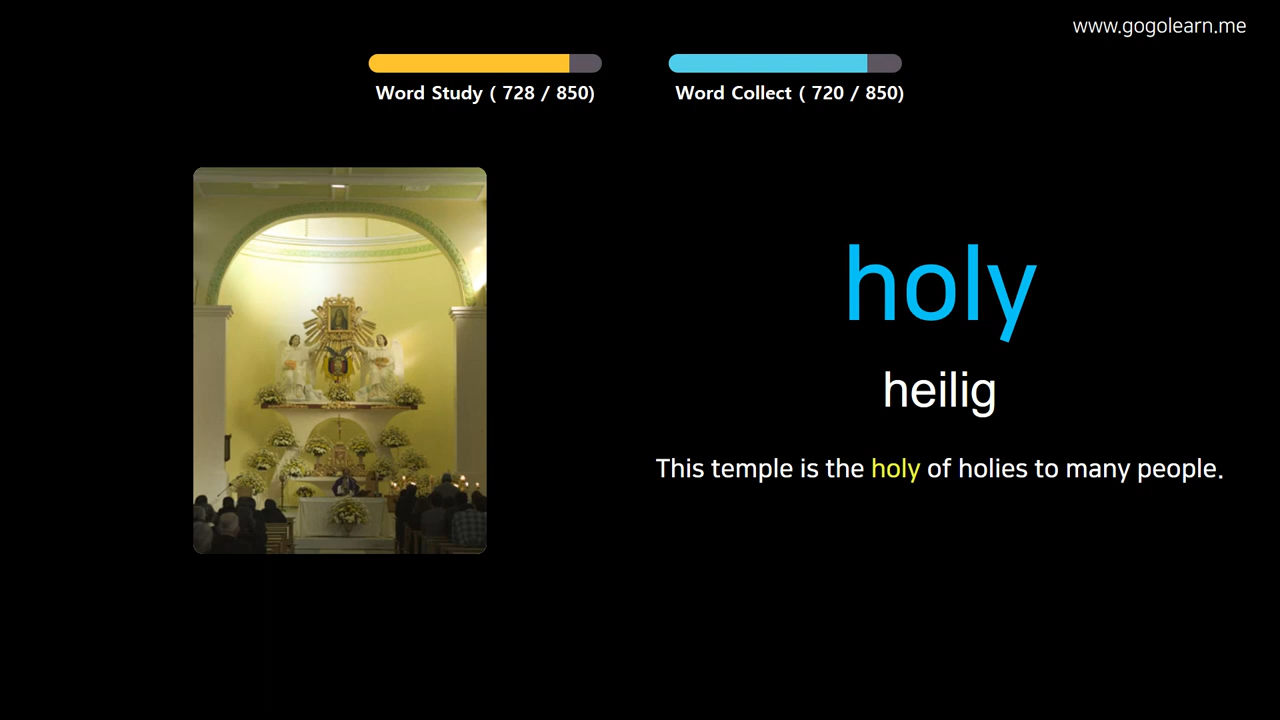 www.gogolearn.me
Word Study ( 728 / 850)
Word Collect ( 720 / 850)
holy
heilig
This temple is the holy of holies to many people.